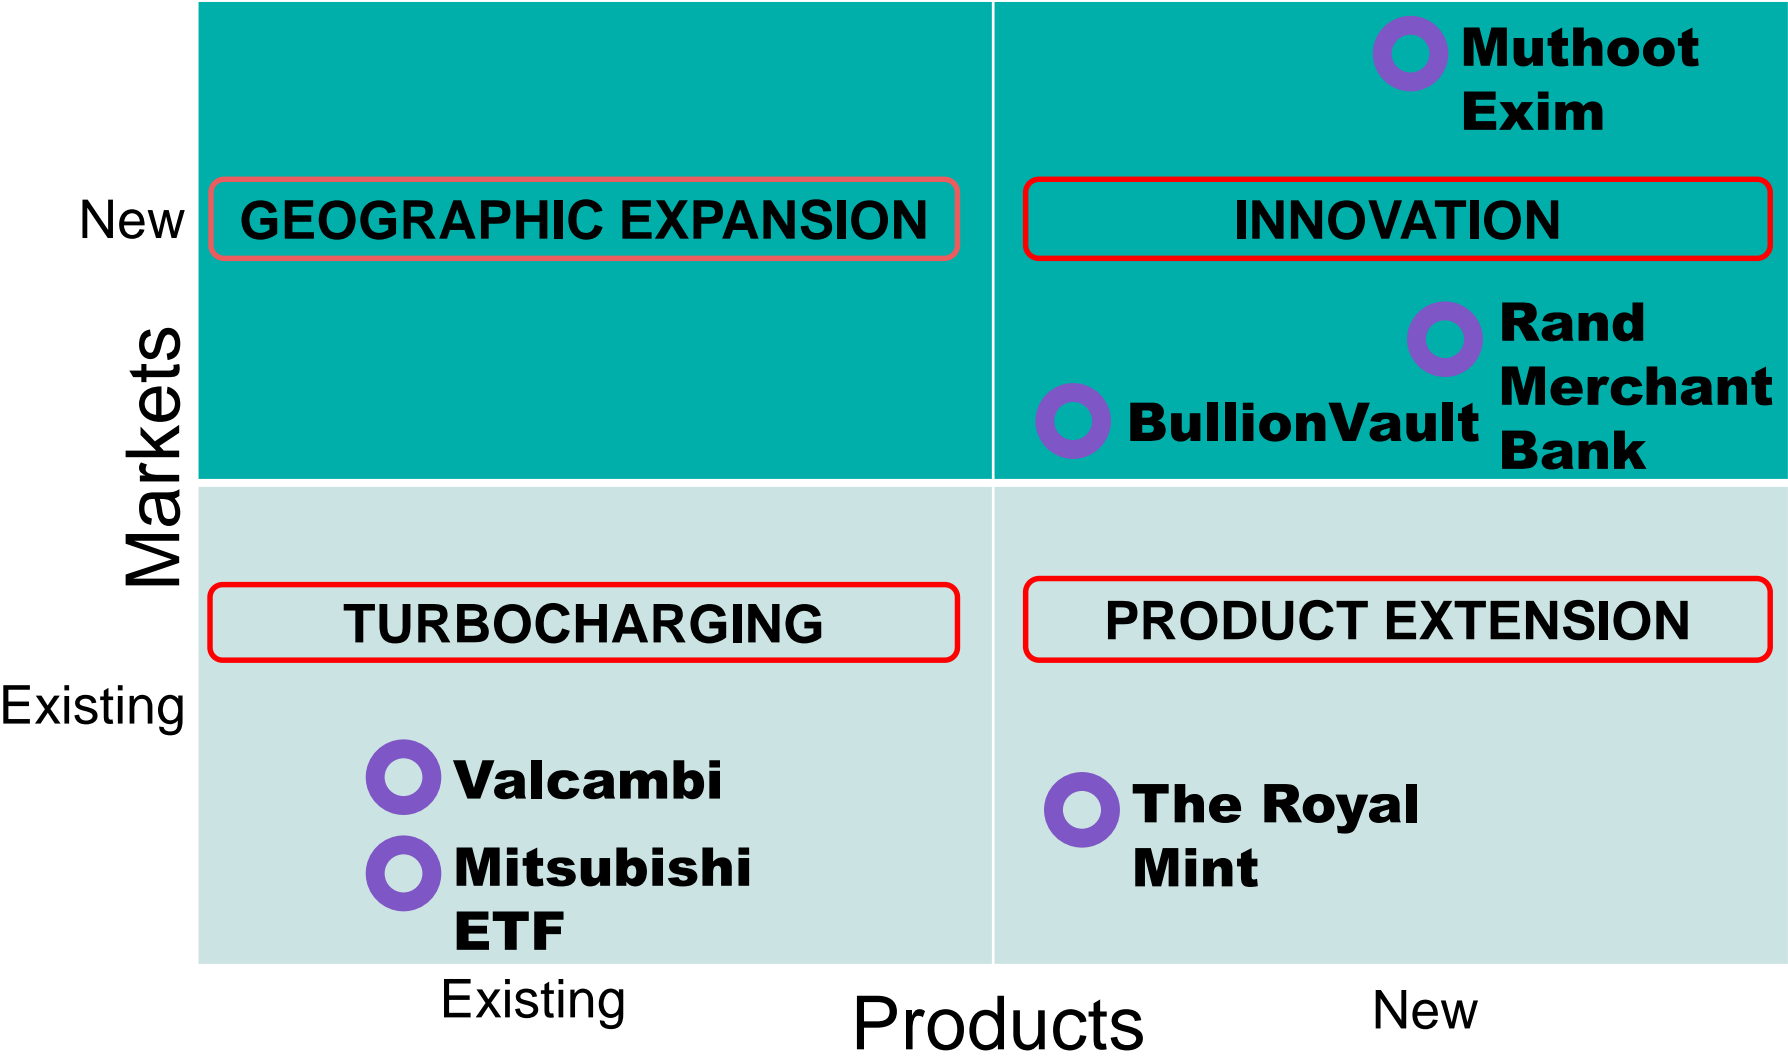 Muthoot
Exim
New
GEOGRAPHIC EXPANSION
INNOVATION
Markets
Rand
Merchant
Bank
BullionVault
TURBOCHARGING
PRODUCT EXTENSION
Existing
Valcambi
Mitsubishi
ETF
The Royal
Mint
Existing
Products
New